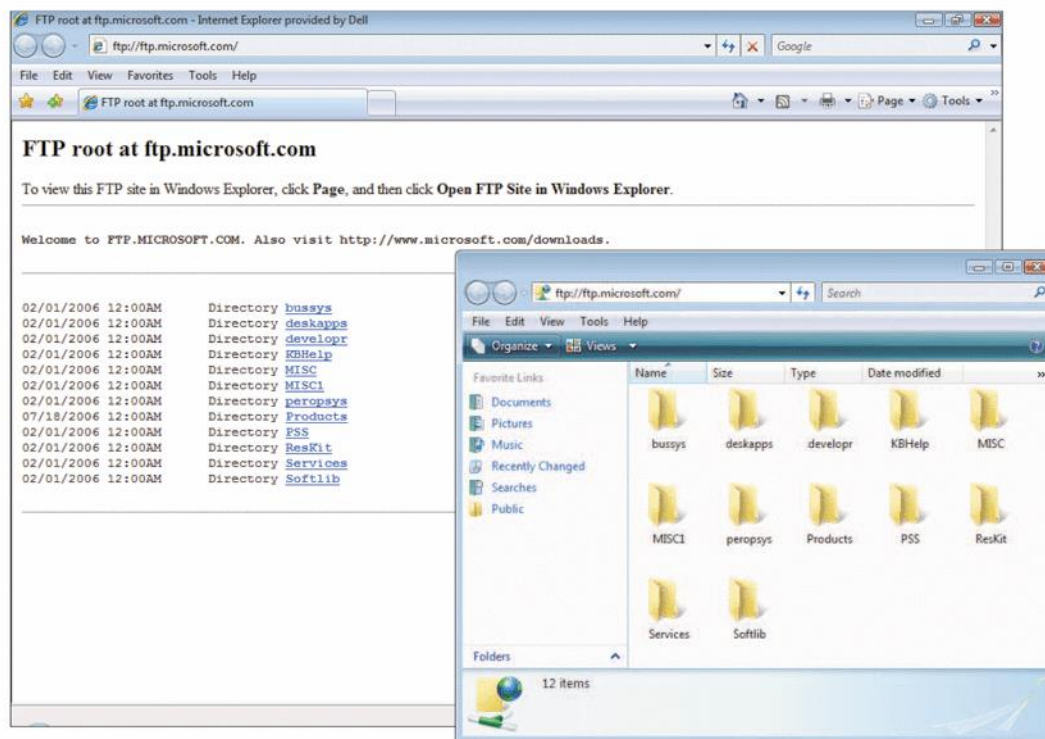 FTP root at ftp.microsoft.com - Internet Explorer provided by Dell
ftp://ftp.microsoft.com/
Google
File Edit View Favorites Tools Help
FTP root at ftp.microsoft.com
Page Tools
FTP root at ftp.microsoft.com
To view this FTP site in Windows Explorer, click Page, and then click Open FTP Site in Windows Explorer.
Welcome to FTP.MICROSOFT.COM. Also visit http://www.microsoft.com/downloads.
02/01/2006 12:00AM Directory bussys
02/01/2006 12:00AM Directory deskapps
02/01/2006 12:00AM Directory developr
02/01/2006 12:00AM Directory KBHelp
02/01/2006 12:00AM Directory MISC
02/01/2006 12:00AM Directory MISC1
02/01/2006 12:00AM Directory peropsys
07/18/2006 12:00AM Directory Products
02/01/2006 12:00AM Directory PSS
02/01/2006 12:00AM Directory ResKit
02/01/2006 12:00AM Directory Services
02/01/2006 12:00AM Directory Softlib
ftp://ftp.microsoft.com/
Search
File Edit View Tools Help
Organize Views
Favorite Links
Documents
Pictures
Music
Recently Changed
Searches
Public
Folders
Name Size Type Date modified
bussys deskapps developr KBHelp MISC
MISC1 peropsys Products PSS ResKit
Services Softlib
12 items